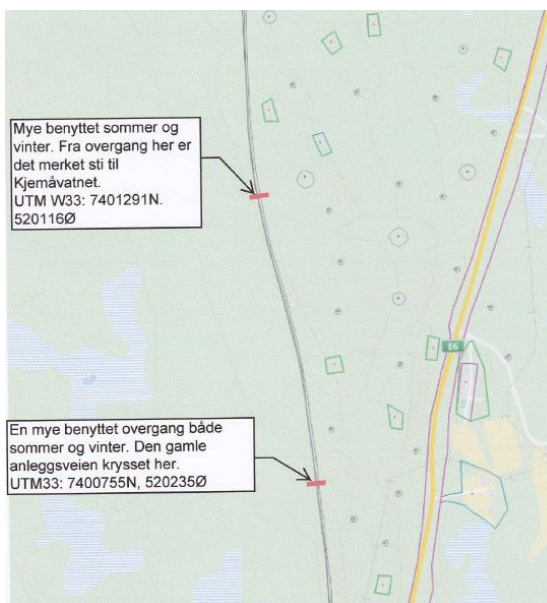 Mye benyttet sommer og
vinter. Fra overgang her er
det merket sti til
Kjemåvatnet.
UTM W33: 7401291N.
520116Ø
E6
En mye benyttet overgang både
sommer og vinter. Den gamle
anleggsveien krysset her.
UTM33: 7400755N, 520235Ø